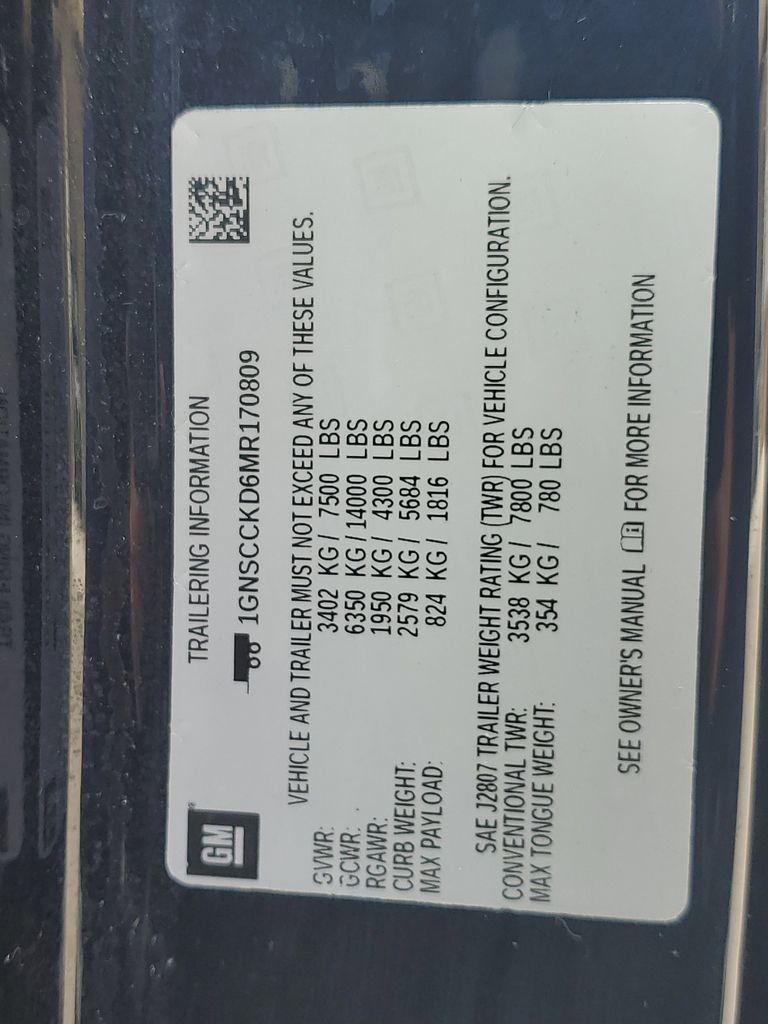 GM
TRAILERING INFORMATION
1GNSCCKD6MR170809
VEHICLE AND TRAILER MUST NOT EXCEED ANY OF THESE VALUES.
GVWR: 3402 KG / 7500 LBS
GCWR: 6350 KG / 14000 LBS
RGAWR: 1950 KG / 4300 LBS
CURB WEIGHT: 2579 KG / 5684 LBS
MAX PAYLOAD: 824 KG / 1816 LBS
SAE J2807 TRAILER WEIGHT RATING (TWR) FOR VEHICLE CONFIGURATION.
CONVENTIONAL TWR: 3538 KG / 7800 LBS
MAX TONGUE WEIGHT: 354 KG / 780 LBS
SEE OWNER'S MANUAL FOR MORE INFORMATION